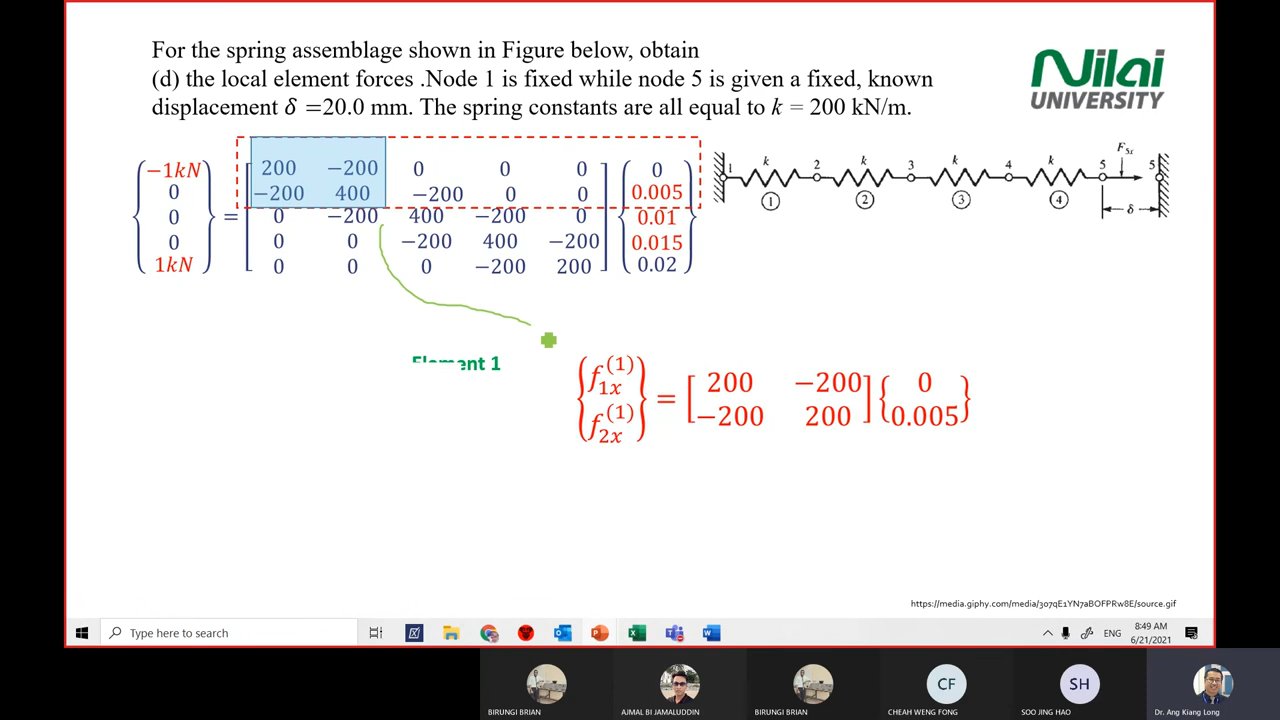 For the spring assemblage shown in Figure below, obtain
(d) the local element forces .Node 1 is fixed while node 5 is given a fixed, known
displacement δ =20.0 mm. The spring constants are all equal to k = 200 kN/m.
Nilai
UNIVERSITY
−1kN 200 −200 0 0 0 0
0 −200 400 −200 0 0 0.005
0 = 0 −200 400 −200 0 0.01
0 0 0 −200 400 −200 0.015
1kN 0 0 0 −200 200 0.02
F5x
1 k 2 k 3 k 4 k 5 5
1 2 3 4 δ
Element 1
f1x(1) = 200 −200 0
f2x(1) −200 200 0.005
https://media.giphy.com/media/3o7qE1YN7aBOFPRw8E/source.gif
Type here to search
ENG
8:49 AM
6/21/2021
CF
SH
BIRUNGI BRIAN
AJMAL BI JAMALUDDIN
BIRUNGI BRIAN
CHEAH WENG FONG
SOO JING HAO
Dr. Ang Kiang Long